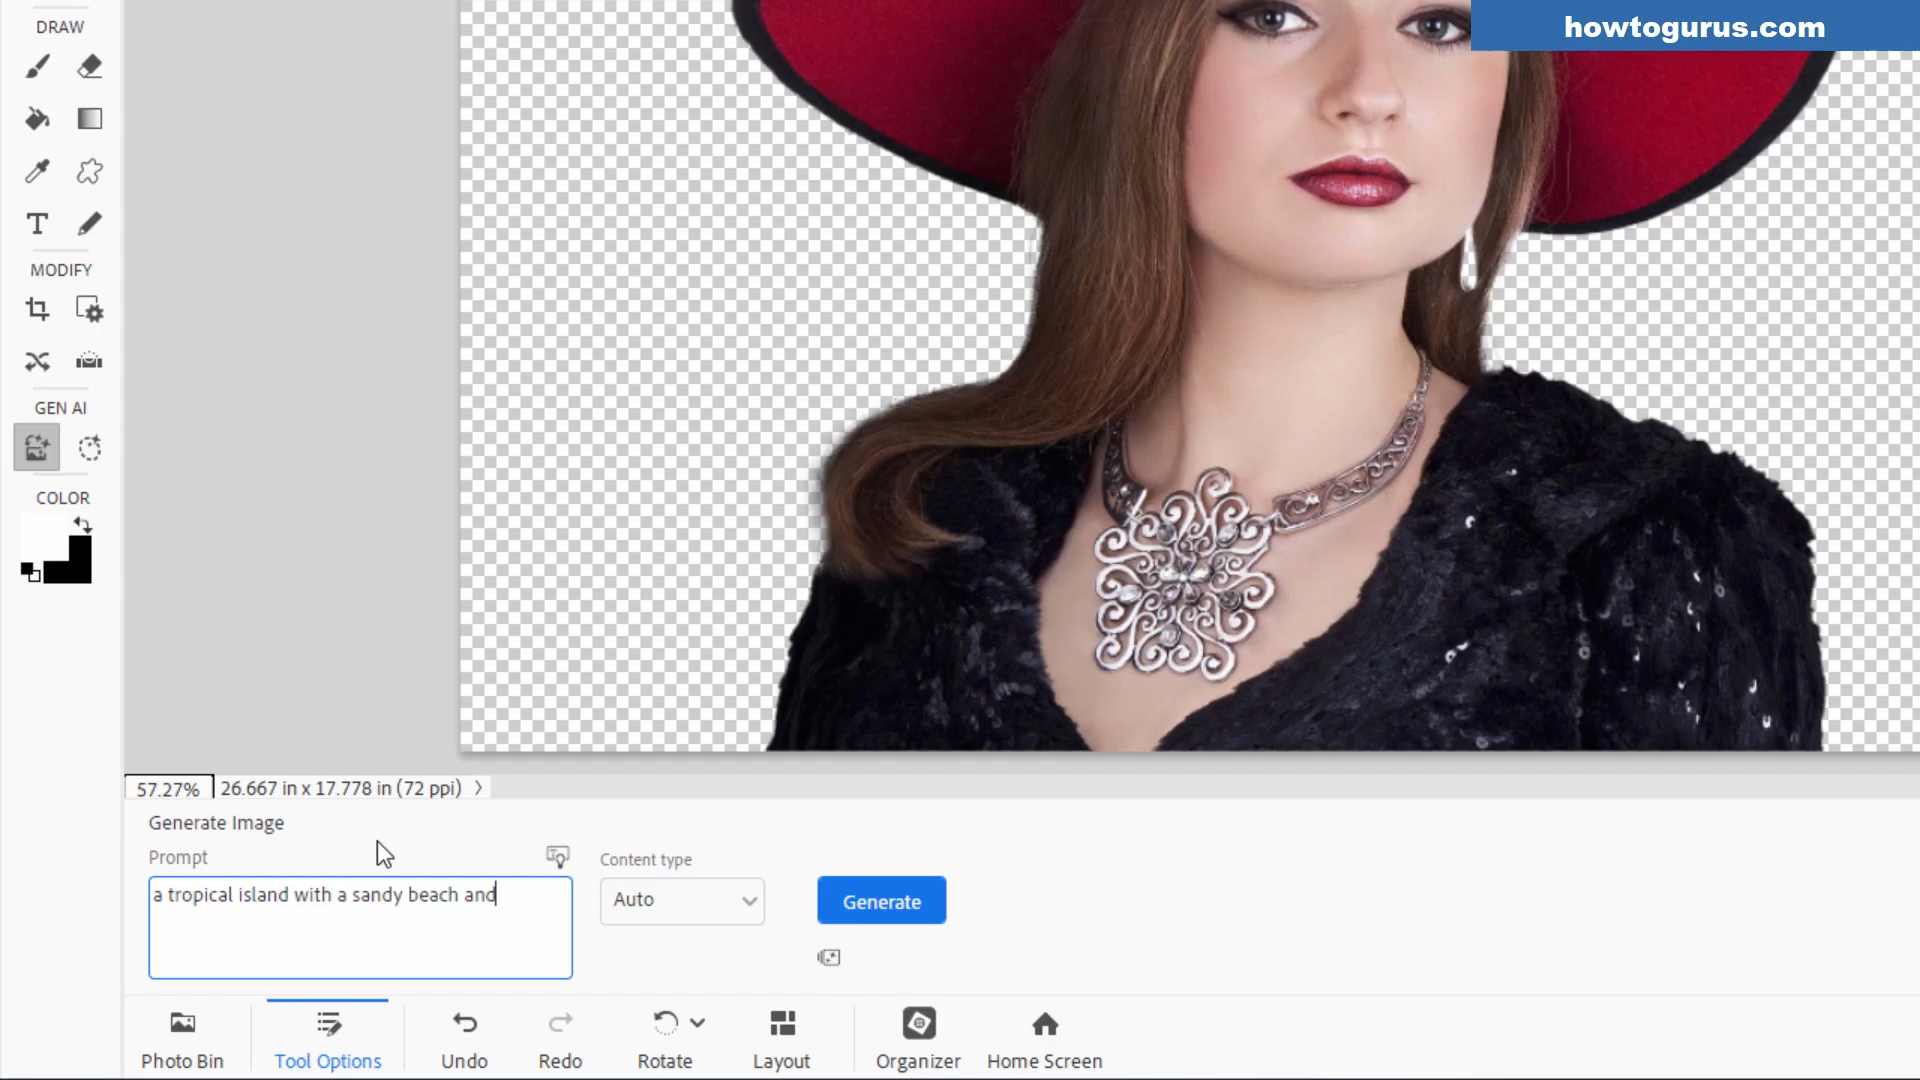 DRAW
howtogurus.com
T
MODIFY
GEN AI
COLOR
57.27%
26.667 in x 17.778 in (72 ppi)
Generate Image
Prompt
Content type
a tropical island with a sandy beach and
Auto
Generate
Photo Bin
Tool Options
Undo
Redo
Rotate
Layout
Organizer
Home Screen